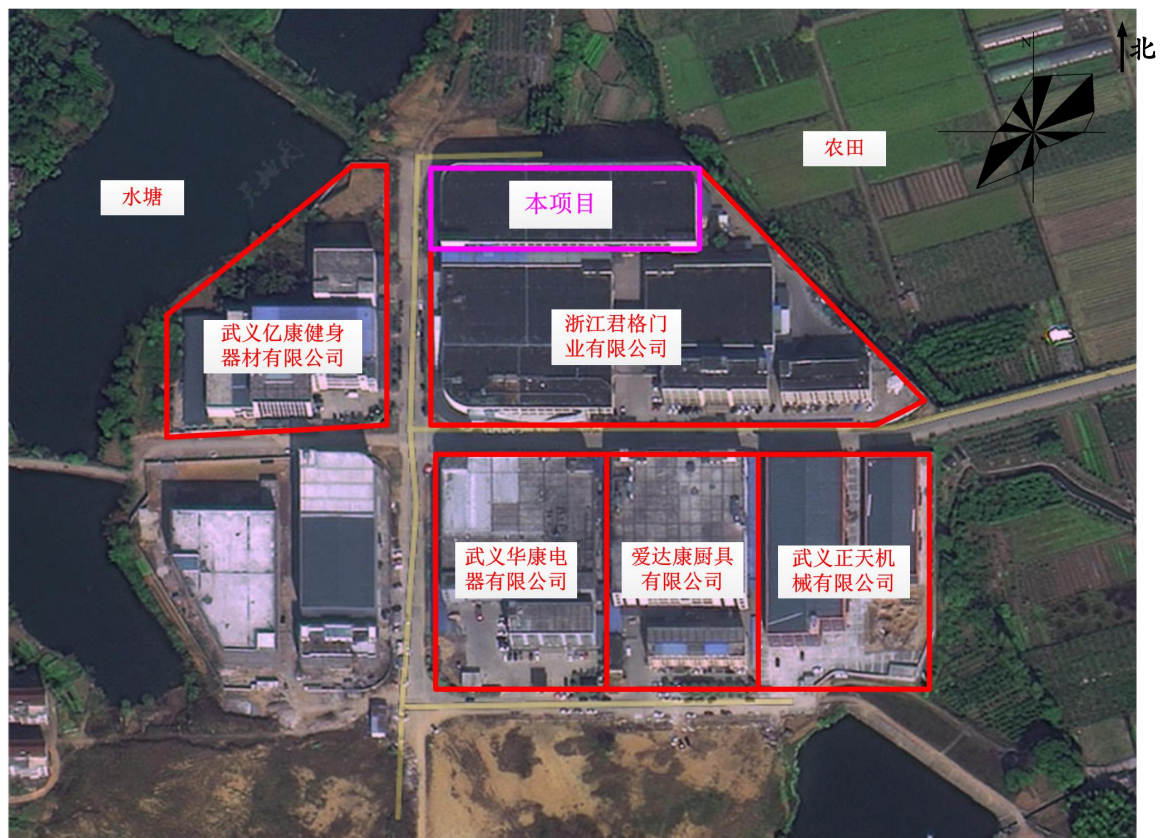 北
N
农田
水塘
本项目
武义亿康健身
器材有限公司
浙江君格门
业有限公司
武义华康电
器有限公司
爱达康厨具
有限公司
武义正天机
械有限公司